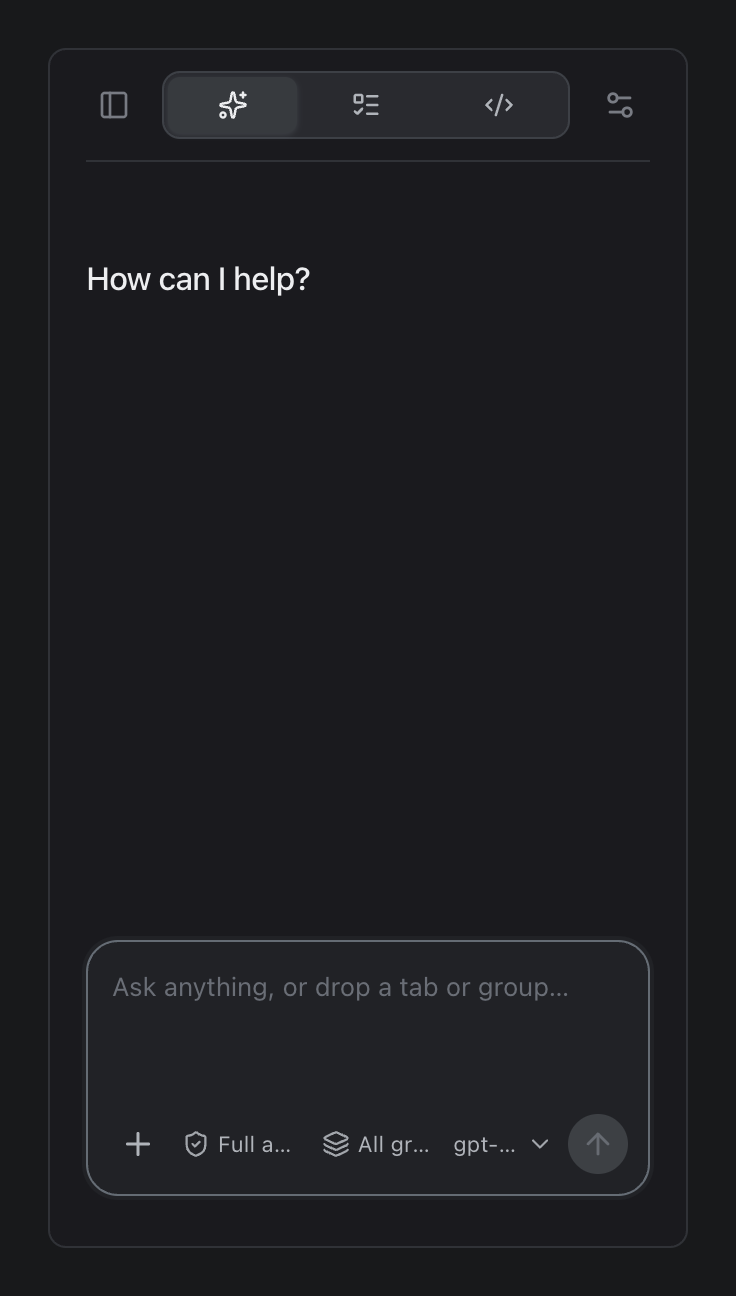 How can I help?
Ask anything, or drop a tab or group...
Full a... All gr... gpt-...